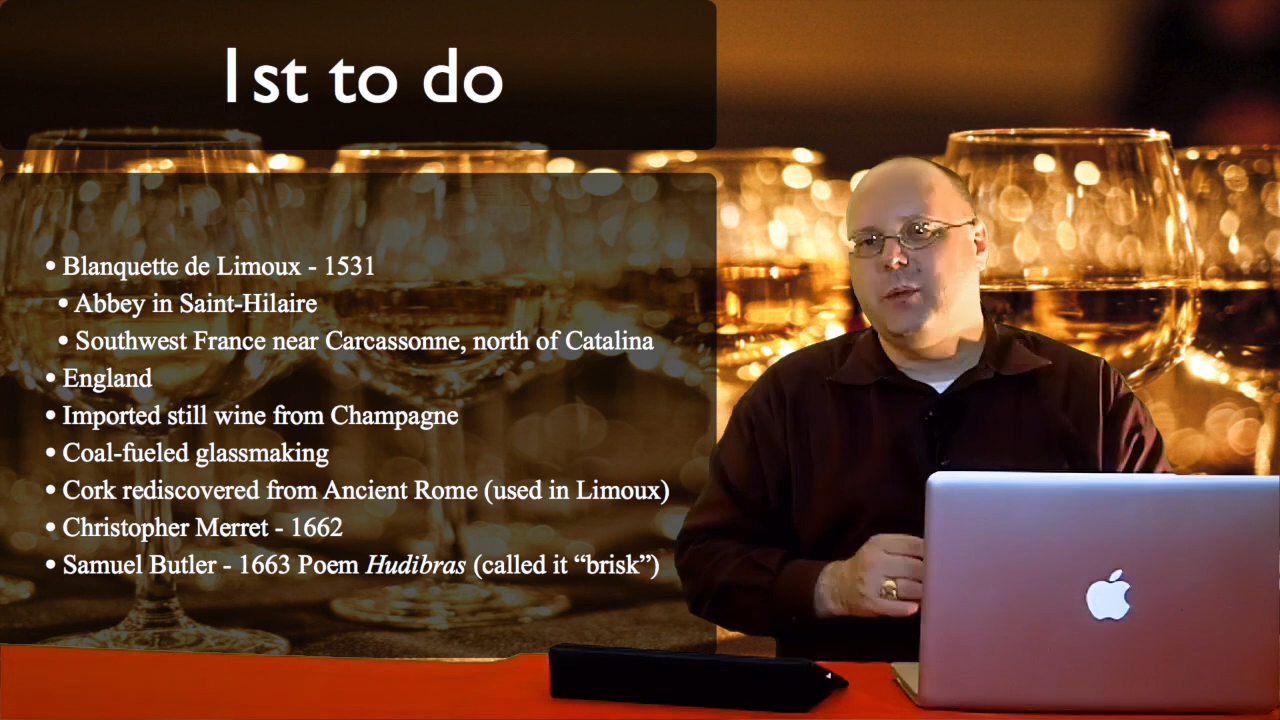 1st to do
• Blanquette de Limoux - 1531
• Abbey in Saint-Hilaire
• Southwest France near Carcassonne, north of Catalina
• England
• Imported still wine from Champagne
• Coal-fueled glassmaking
• Cork rediscovered from Ancient Rome (used in Limoux)
• Christopher Merret - 1662
• Samuel Butler - 1663 Poem Hudibras (called it “brisk”)